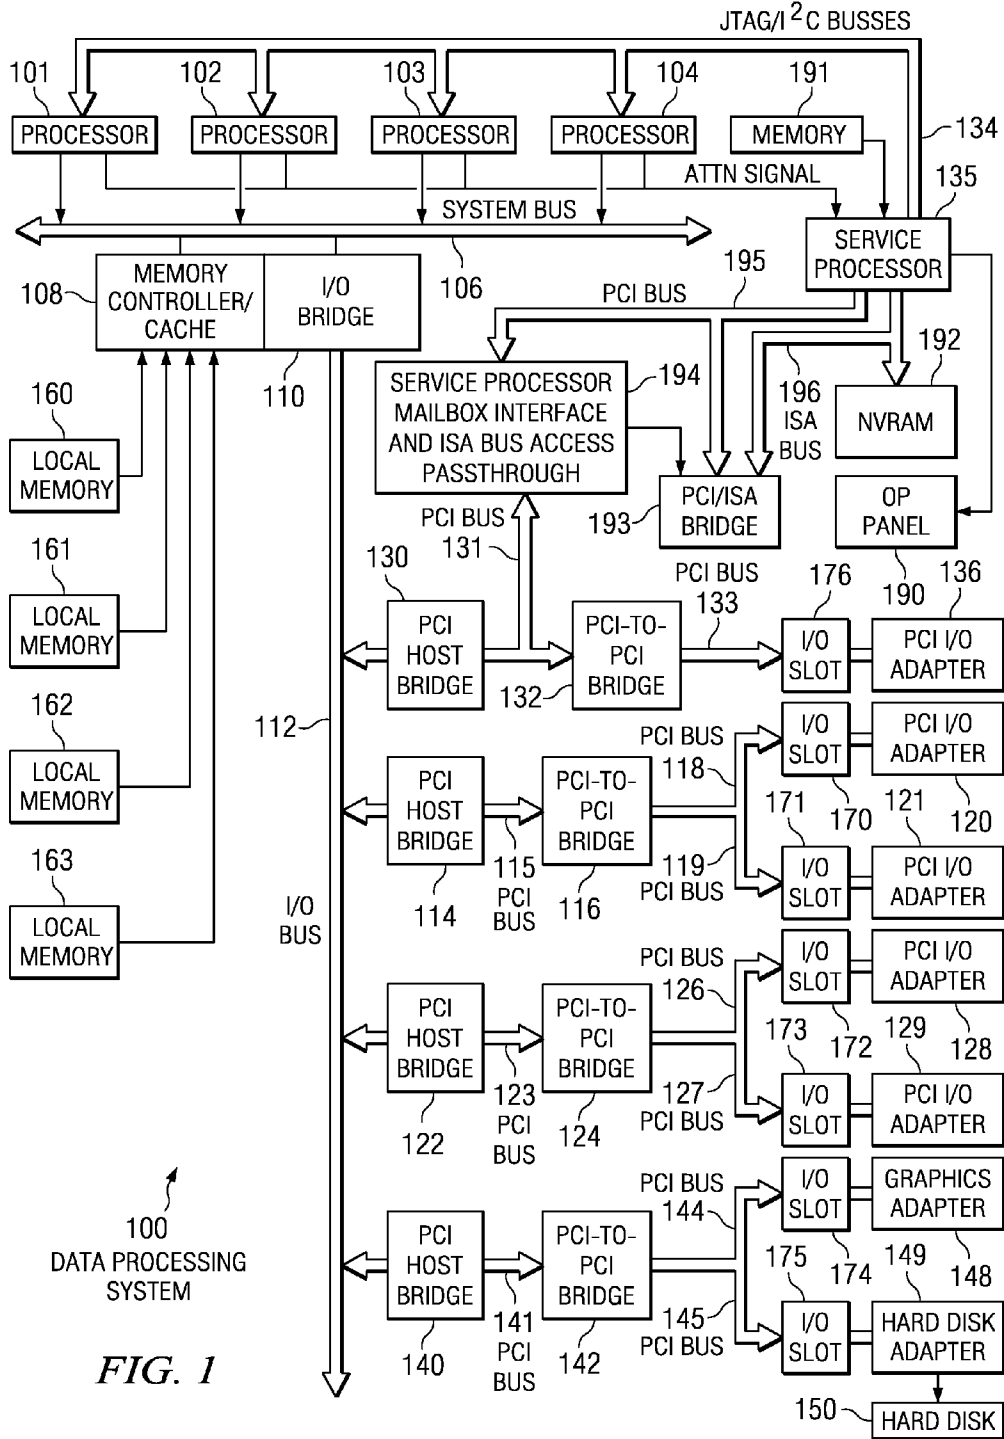 JTAG/I 2C BUSSES
101
102
103
104
191
PROCESSOR
PROCESSOR
PROCESSOR
PROCESSOR
MEMORY
134
ATTN SIGNAL
135
SYSTEM BUS
SERVICE
PROCESSOR
108
MEMORY
CONTROLLER/
CACHE
I/O
BRIDGE
106
195
PCI BUS
110
SERVICE PROCESSOR
MAILBOX INTERFACE
AND ISA BUS ACCESS
PASSTHROUGH
194
196 ISA
BUS
192
NVRAM
160
LOCAL
MEMORY
PCI BUS
131
193
PCI/ISA
BRIDGE
OP
PANEL
190
161
LOCAL
MEMORY
130
PCI
HOST
BRIDGE
132
PCI-TO-
PCI
BRIDGE
PCI BUS
133
176
I/O
SLOT
136
PCI I/O
ADAPTER
162
LOCAL
MEMORY
112
PCI BUS
118
I/O
SLOT
170
PCI I/O
ADAPTER
120
PCI
HOST
BRIDGE
114
115
PCI
BUS
PCI-TO-
PCI
BRIDGE
116
119
PCI BUS
171
I/O
SLOT
121
PCI I/O
ADAPTER
163
LOCAL
MEMORY
I/O
BUS
PCI BUS
126
I/O
SLOT
172
PCI I/O
ADAPTER
128
PCI
HOST
BRIDGE
122
123
PCI
BUS
PCI-TO-
PCI
BRIDGE
124
127
PCI BUS
173
I/O
SLOT
129
PCI I/O
ADAPTER
100
DATA PROCESSING
SYSTEM
PCI BUS
144
I/O
SLOT
174
GRAPHICS
ADAPTER
148
PCI
HOST
BRIDGE
140
141
PCI
BUS
PCI-TO-
PCI
BRIDGE
142
145
PCI BUS
175
I/O
SLOT
149
HARD DISK
ADAPTER
150
HARD DISK
FIG. 1